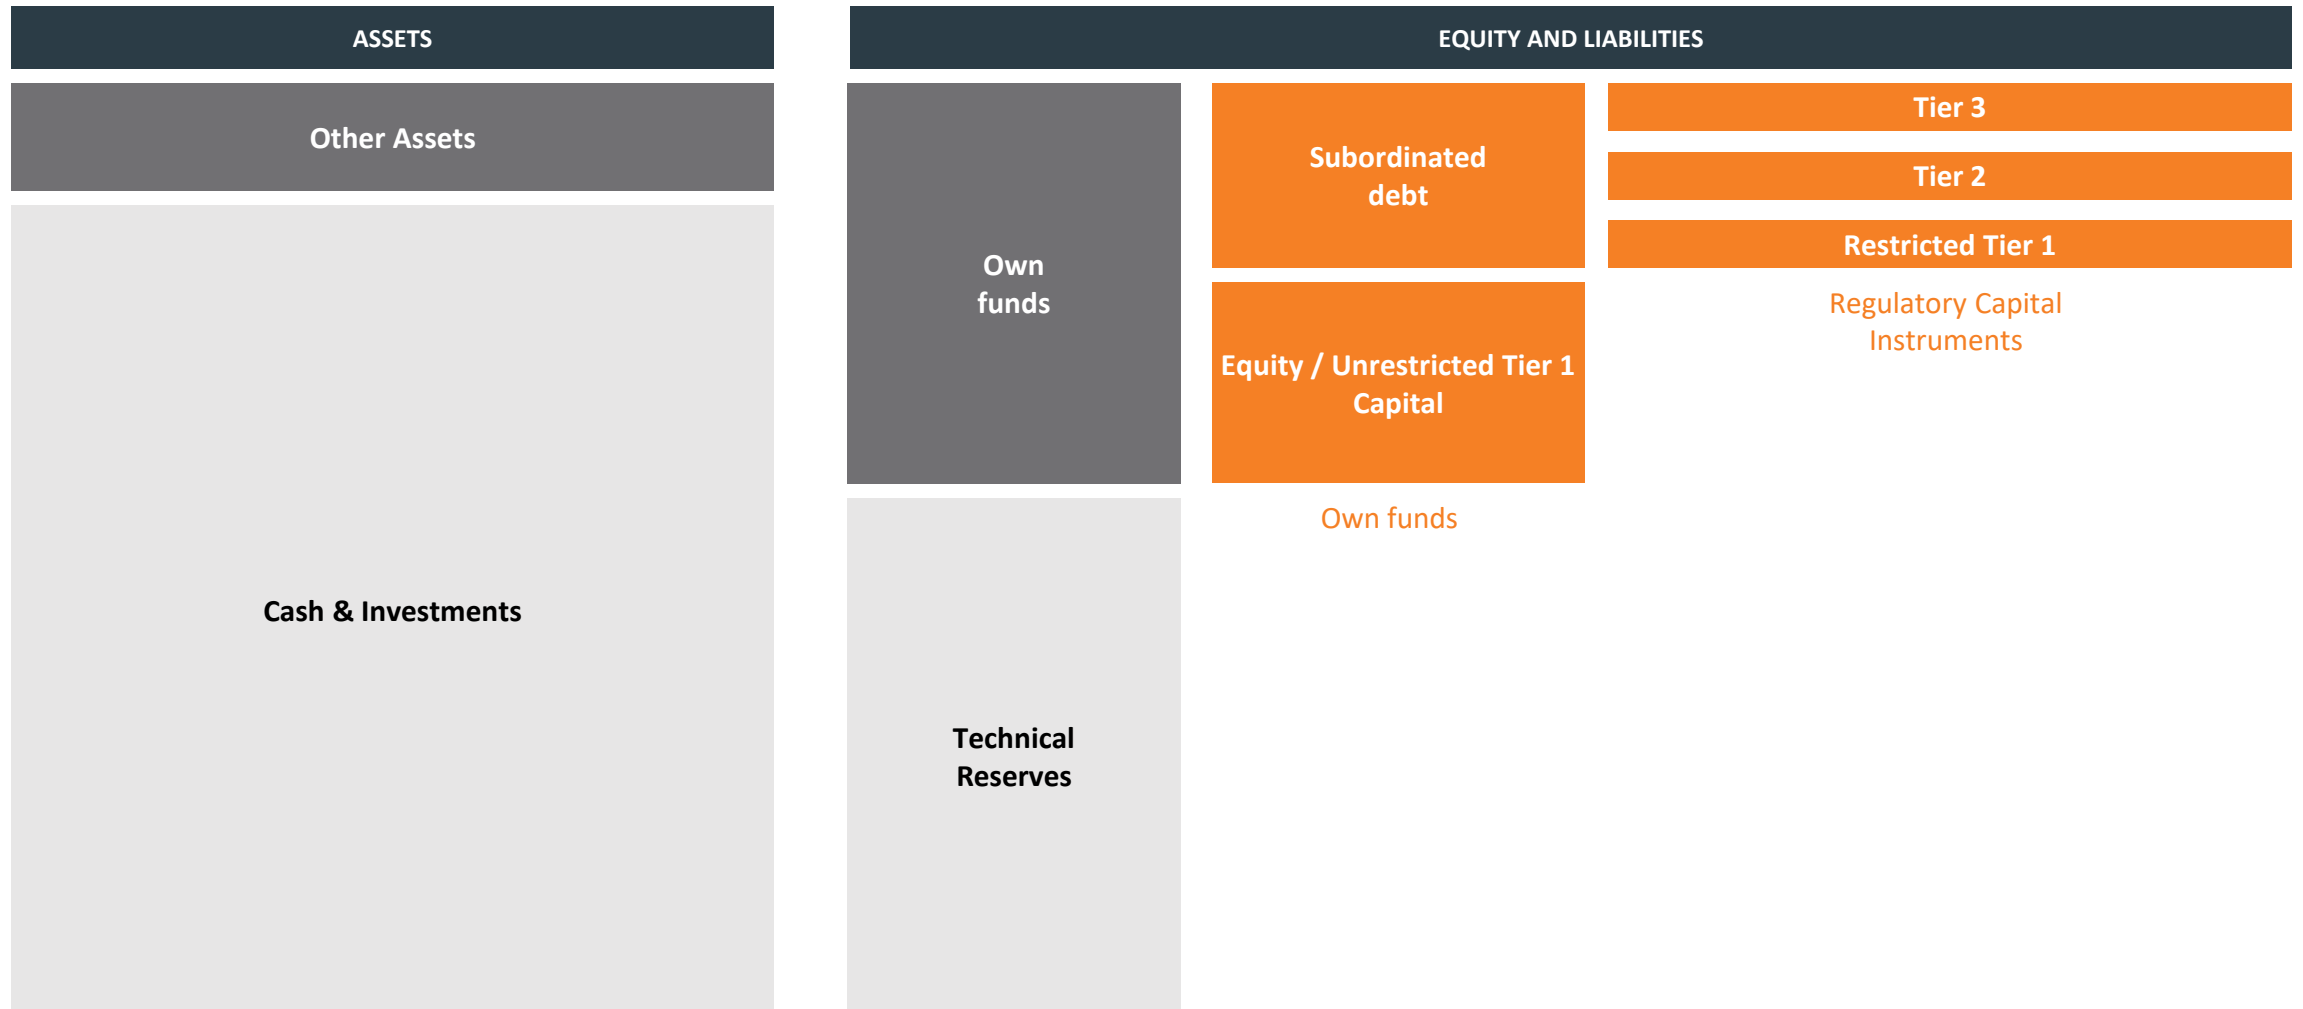 ASSETS
EQUITY AND LIABILITIES
Other Assets
Cash & Investments
Own
funds
Technical
Reserves
Subordinated
debt
Equity / Unrestricted Tier 1
Capital
Own funds
Tier 3
Tier 2
Restricted Tier 1
Regulatory Capital
Instruments